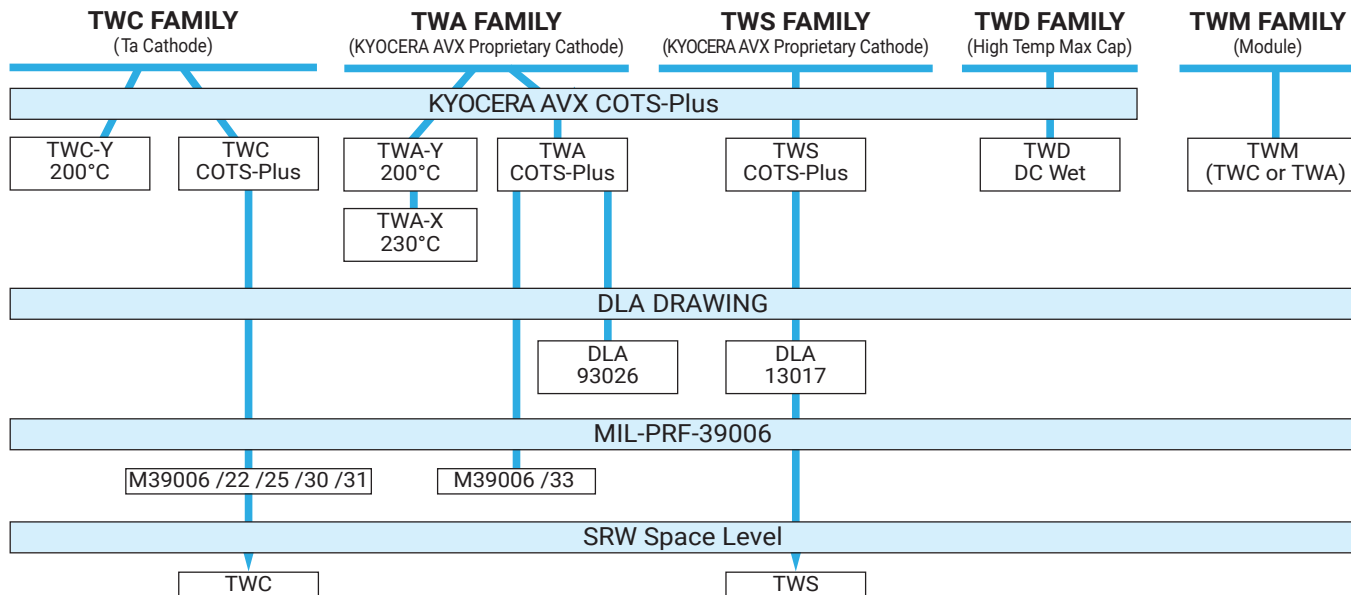 TWC FAMILY
(Ta Cathode)
TWA FAMILY
(KYOCERA AVX Proprietary Cathode)
TWS FAMILY
(KYOCERA AVX Proprietary Cathode)
TWD FAMILY
(High Temp Max Cap)
TWM FAMILY
(Module)
KYOCERA AVX COTS-Plus
TWC-Y
200°C
TWC
COTS-Plus
TWA-Y
200°C
TWA
COTS-Plus
TWS
COTS-Plus
TWD
DC Wet
TWM
(TWC or TWA)
TWA-X
230°C
DLA DRAWING
DLA
93026
DLA
13017
MIL-PRF-39006
M39006 /22 /25 /30 /31
M39006 /33
SRW Space Level
TWC
TWS